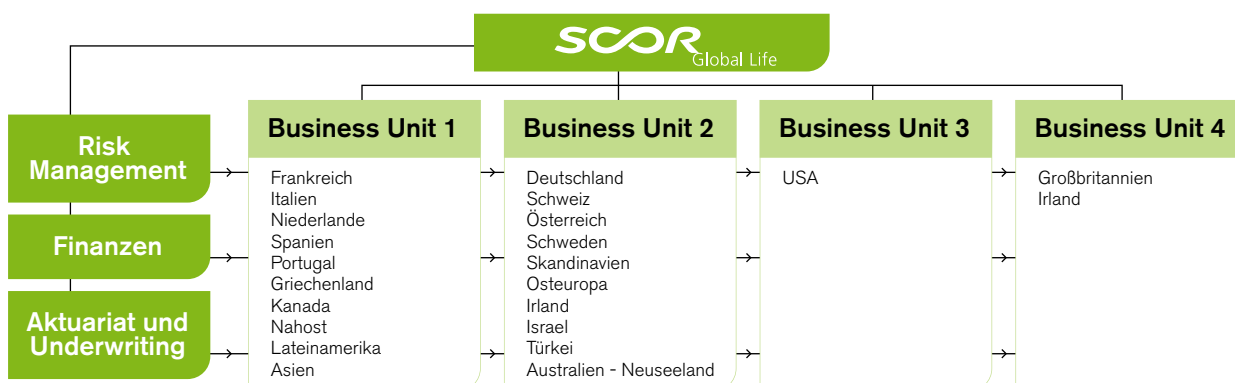 SCOR
Global Life
Risk
Management
Finanzen
Aktuariat und
Underwriting
Business Unit 1
Frankreich
Italien
Niederlande
Spanien
Portugal
Griechenland
Kanada
Nahost
Lateinamerika
Asien
Business Unit 2
Deutschland
Schweiz
Österreich
Schweden
Skandinavien
Osteuropa
Irland
Israel
Türkei
Australien - Neuseeland
Business Unit 3
USA
Business Unit 4
Großbritannien
Irland